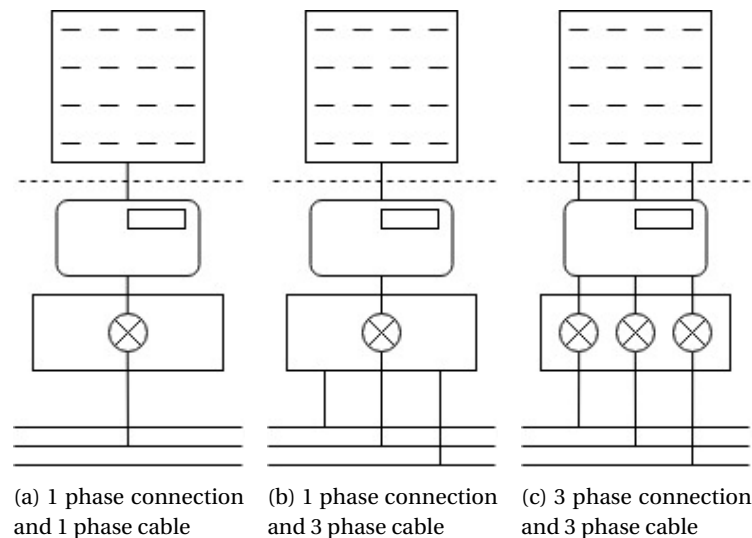 (a) 1 phase connection
and 1 phase cable
(b) 1 phase connection
and 3 phase cable
(c) 3 phase connection
and 3 phase cable